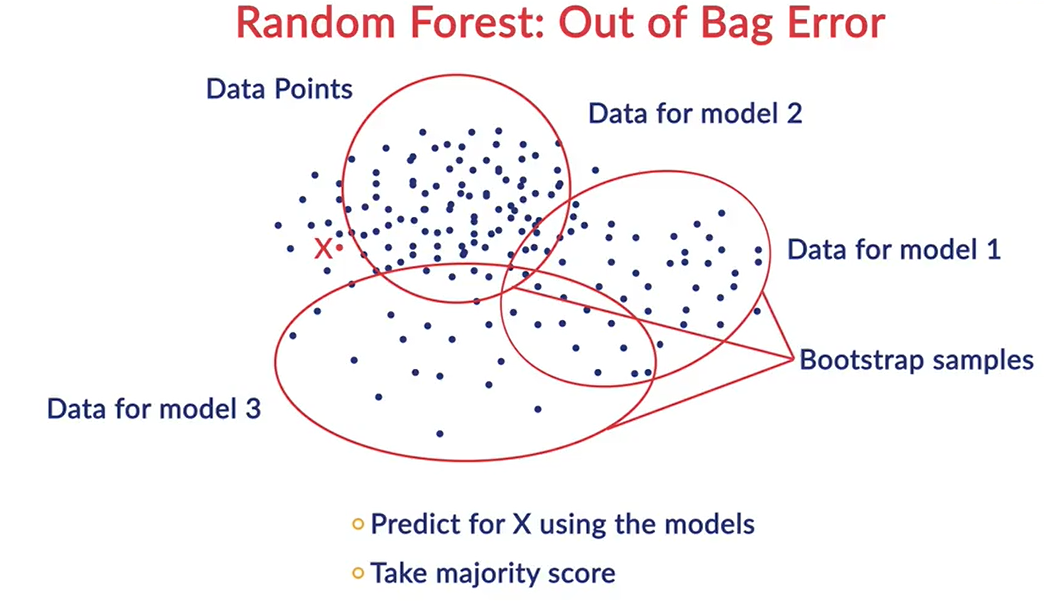 Random Forest: Out of Bag Error
Data Points
Data for model 2
X
Data for model 1
Bootstrap samples
Data for model 3
Predict for X using the models
Take majority score